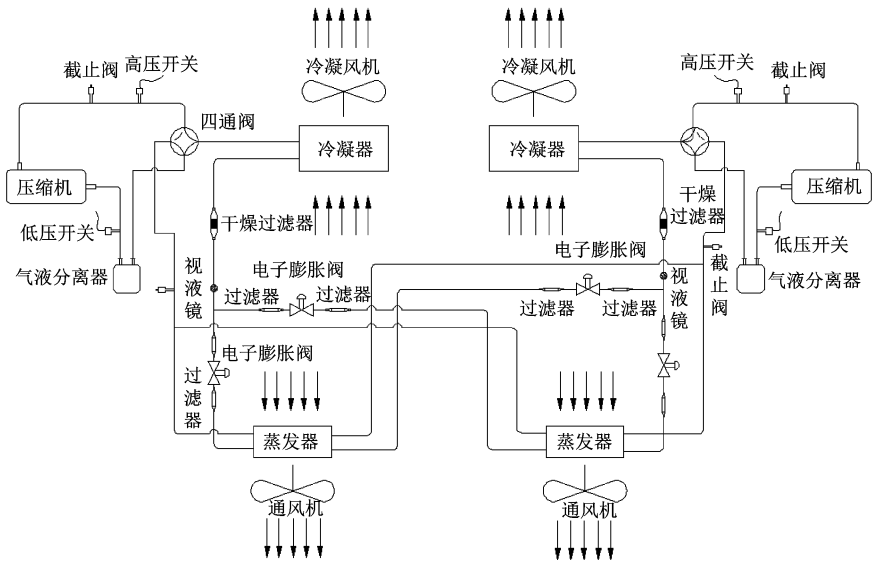 冷凝风机
冷凝风机
高压开关
截止阀
高压开关
截止阀
四通阀
冷凝器
冷凝器
压缩机
压缩机
干燥过滤器
干燥
过滤器
低压开关
低压开关
气液分离器
气液分离器
视液镜
电子膨胀阀
过滤器
过滤器
电子膨胀阀
过滤器
过滤器
视液镜
截止阀
电子膨胀阀
过滤器
蒸发器
蒸发器
通风机
通风机